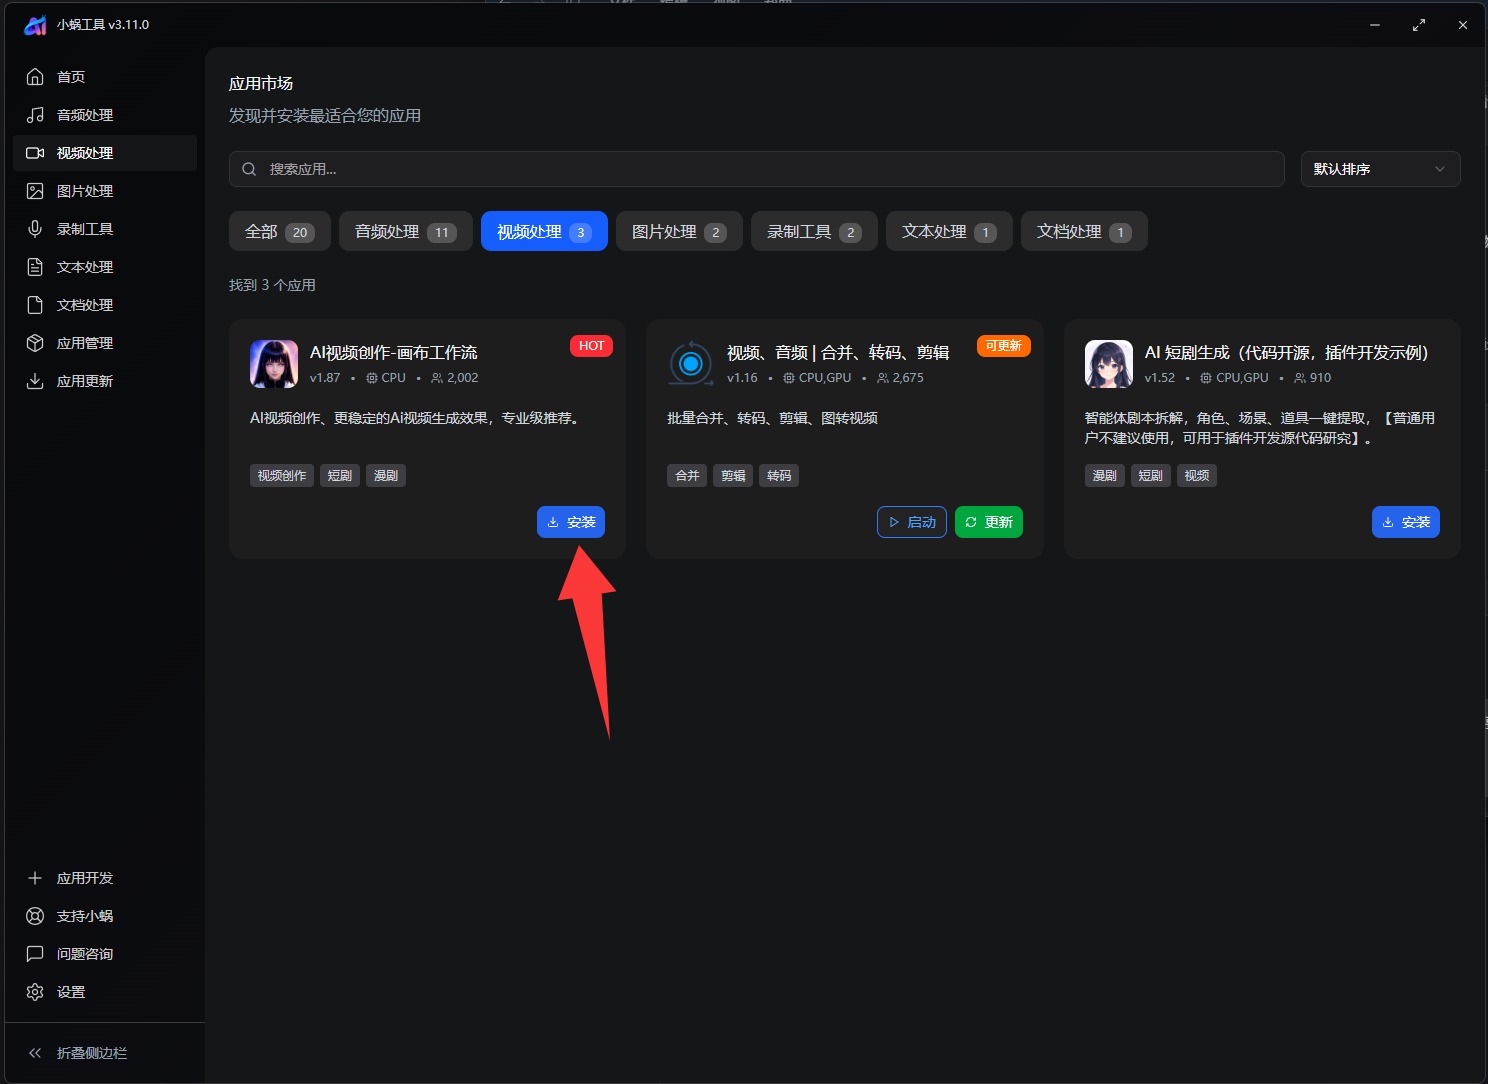 小蜗工具 v3.11.0
首页
音频处理
视频处理
图片处理
录制工具
文本处理
文档处理
应用管理
应用更新
应用开发
支持小蜗
问题咨询
设置
折叠侧边栏
应用市场
发现并安装最适合您的应用
搜索应用...
默认排序
全部 20
音频处理 11
视频处理 3
图片处理 2
录制工具 2
文本处理 1
文档处理 1
找到 3 个应用
AI视频创作-画布工作流
HOT
v1.87 • CPU • 2,002
AI视频创作、更稳定的Ai视频生成效果，专业级推荐。
视频创作 短剧 漫剧
安装
视频、音频 | 合并、转码、剪辑
可更新
v1.16 • CPU,GPU • 2,675
批量合并、转码、剪辑、图转视频
合并 剪辑 转码
启动 更新
AI 短剧生成（代码开源，插件开发示例）
v1.52 • CPU,GPU • 910
智能体剧本拆解，角色、场景、道具一键提取，【普通用
户不建议使用，可用于插件开发源代码研究】。
漫剧 短剧 视频
安装